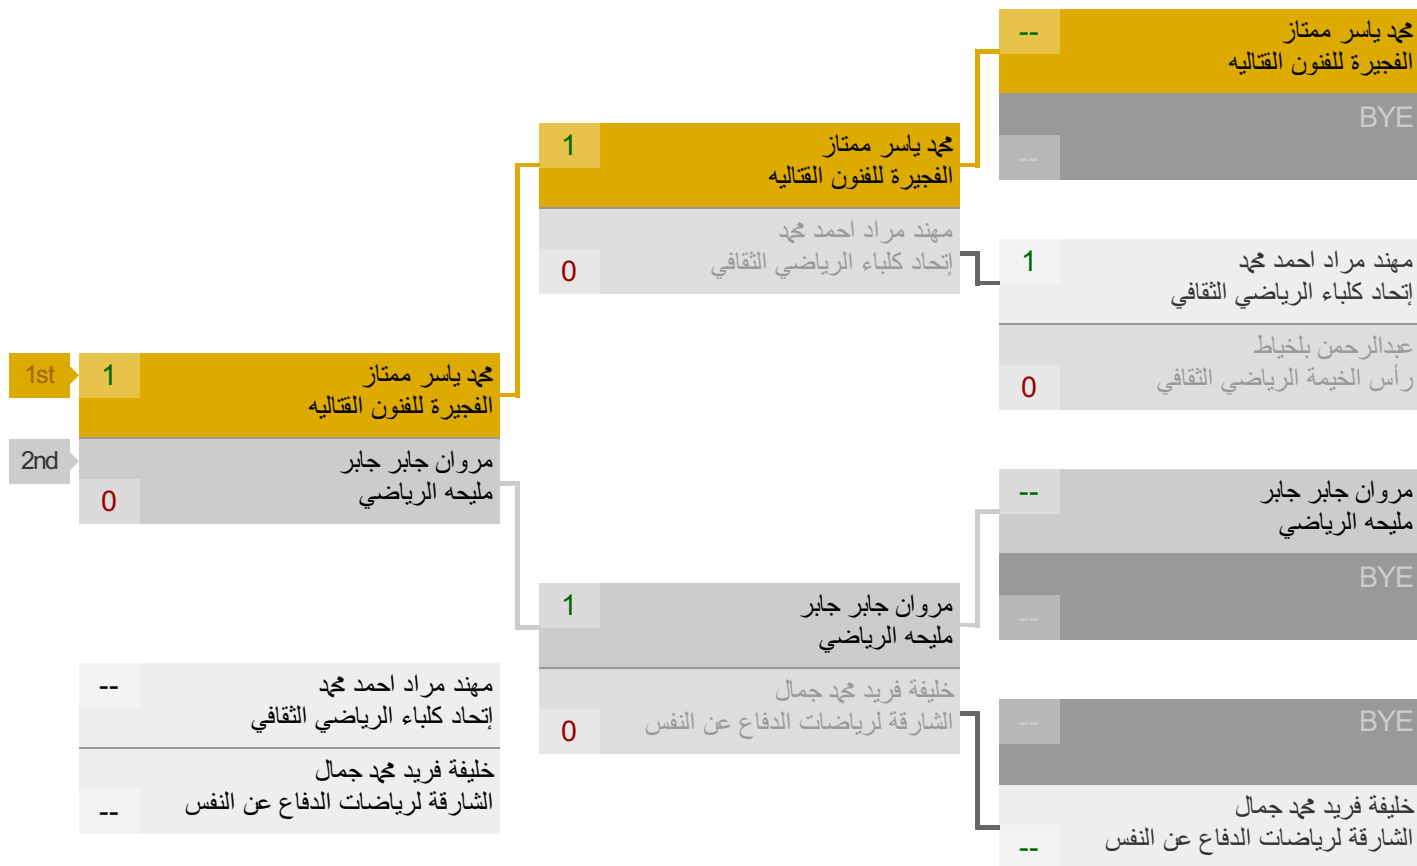 محمد ياسر ممتاز
الفجيرة للفنون القتاليه
--
BYE
--
مهند مراد احمد محمد
إتحاد كلباء الرياضي الثقافي
1
عبدالرحمن بلخياط
رأس الخيمة الرياضي الثقافي
0
مروان جابر جابر
مليحه الرياضي
--
BYE
--
BYE
--
خليفة فريد محمد جمال
الشارقة لرياضات الدفاع عن النفس
--
محمد ياسر ممتاز
الفجيرة للفنون القتاليه
1
مهند مراد احمد محمد
إتحاد كلباء الرياضي الثقافي
0
مروان جابر جابر
مليحه الرياضي
1
خليفة فريد محمد جمال
الشارقة لرياضات الدفاع عن النفس
0
محمد ياسر ممتاز
الفجيرة للفنون القتاليه
1
1st
مروان جابر جابر
مليحه الرياضي
0
2nd
مهند مراد احمد محمد
إتحاد كلباء الرياضي الثقافي
--
خليفة فريد محمد جمال
الشارقة لرياضات الدفاع عن النفس
--